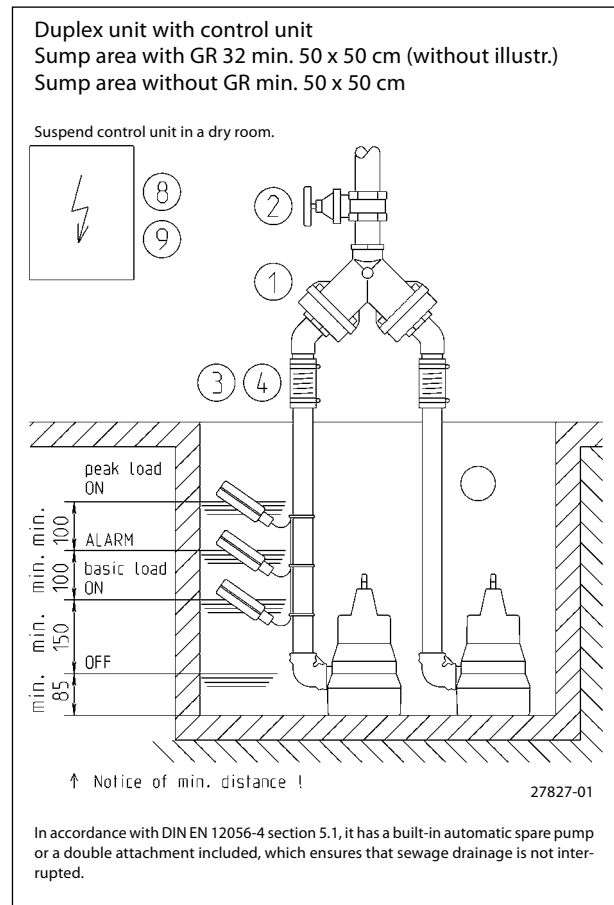 Duplex unit with control unit
Sump area with GR 32 min. 50 x 50 cm (without illustr.)
Sump area without GR min. 50 x 50 cm
Suspend control unit in a dry room.
8
9
2
1
3 4
peak load
ON
min.
100
ALARM
min.
100
basic load
ON
min.
150
OFF
min.
85
↑ Notice of min. distance !
27827-01
In accordance with DIN EN 12056-4 section 5.1, it has a built-in automatic spare pump
or a double attachment included, which ensures that sewage drainage is not inter-
rupted.